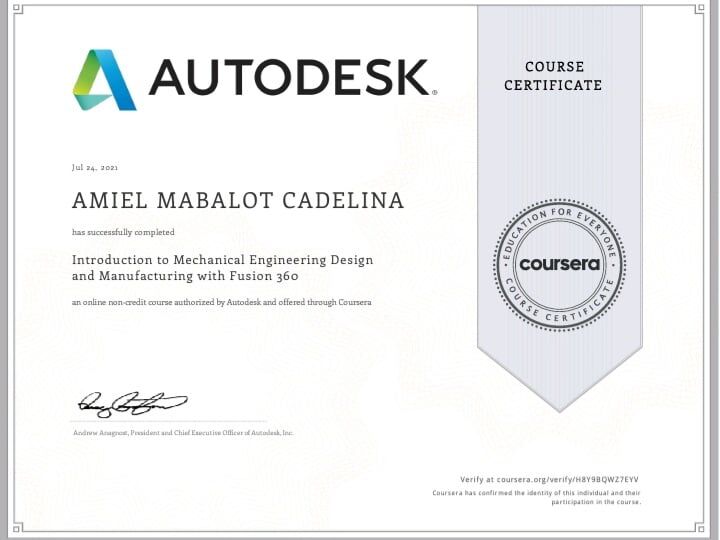 AUTODESK®
COURSE
CERTIFICATE
Jul 24, 2021
AMIEL MABALOT CADELINA
has successfully completed
Introduction to Mechanical Engineering Design
and Manufacturing with Fusion 360
an online non-credit course authorized by Autodesk and offered through Coursera
EDUCATION FOR EVERYONE
coursera
COURSE CERTIFICATE
Andrew Anagnost, President and Chief Executive Officer of Autodesk, Inc.
Verify at coursera.org/verify/H8Y9BQWZ7EYV
Coursera has confirmed the identity of this individual and their
participation in the course.